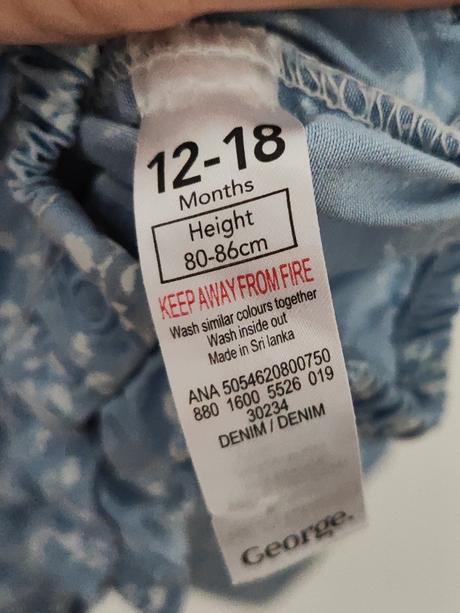 12-18
Months
Height
80-86cm
KEEP AWAY FROM FIRE
Wash similar colours together
Wash inside out
Made in Sri lanka
ANA 5054620800750
880 1600 5526 019
30234
DENIM / DENIM
George.